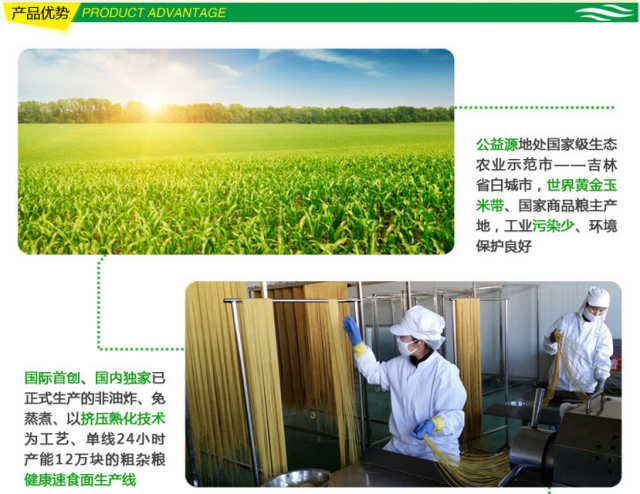 产品优势 PRODUCT ADVANTAGE
公益源地处国家级生态
农业示范市——吉林
省白城市，世界黄金玉
米带、国家商品粮主产
地，工业污染少、环境
保护良好
国际首创、国内独家已
正式生产的非油炸、免
蒸煮、以挤压熟化技术
为工艺、单线24小时
产能12万块的粗杂粮
健康速食面生产线